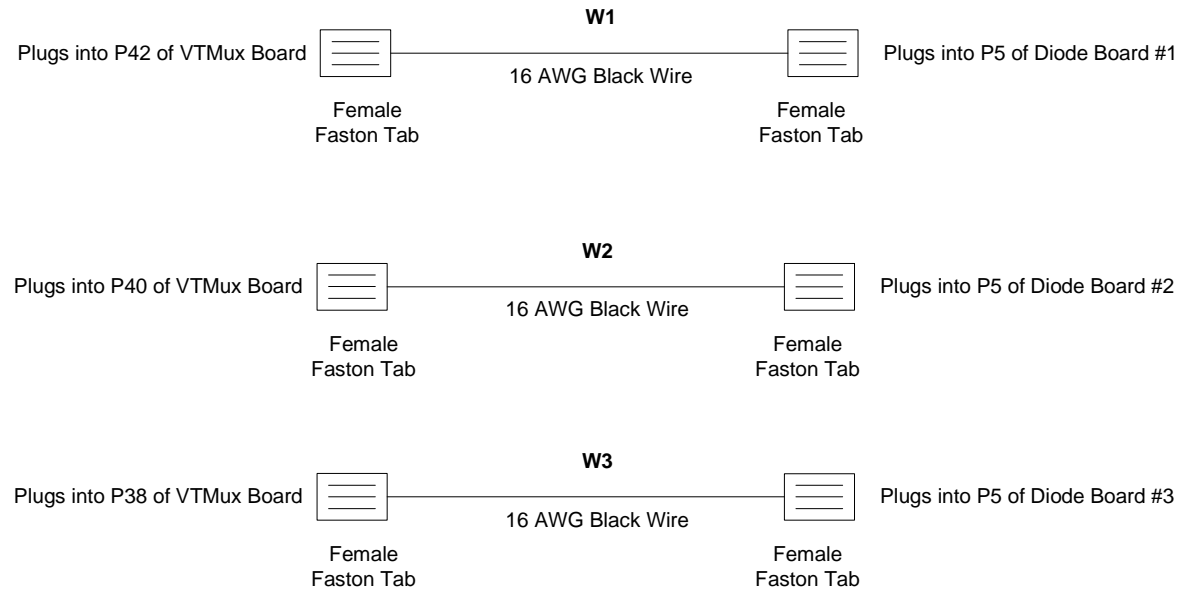 W1
Plugs into P42 of VTMux Board
Plugs into P5 of Diode Board #1
16 AWG Black Wire
Female
Faston Tab
Female
Faston Tab
W2
Plugs into P40 of VTMux Board
Plugs into P5 of Diode Board #2
16 AWG Black Wire
Female
Faston Tab
Female
Faston Tab
W3
Plugs into P38 of VTMux Board
Plugs into P5 of Diode Board #3
16 AWG Black Wire
Female
Faston Tab
Female
Faston Tab